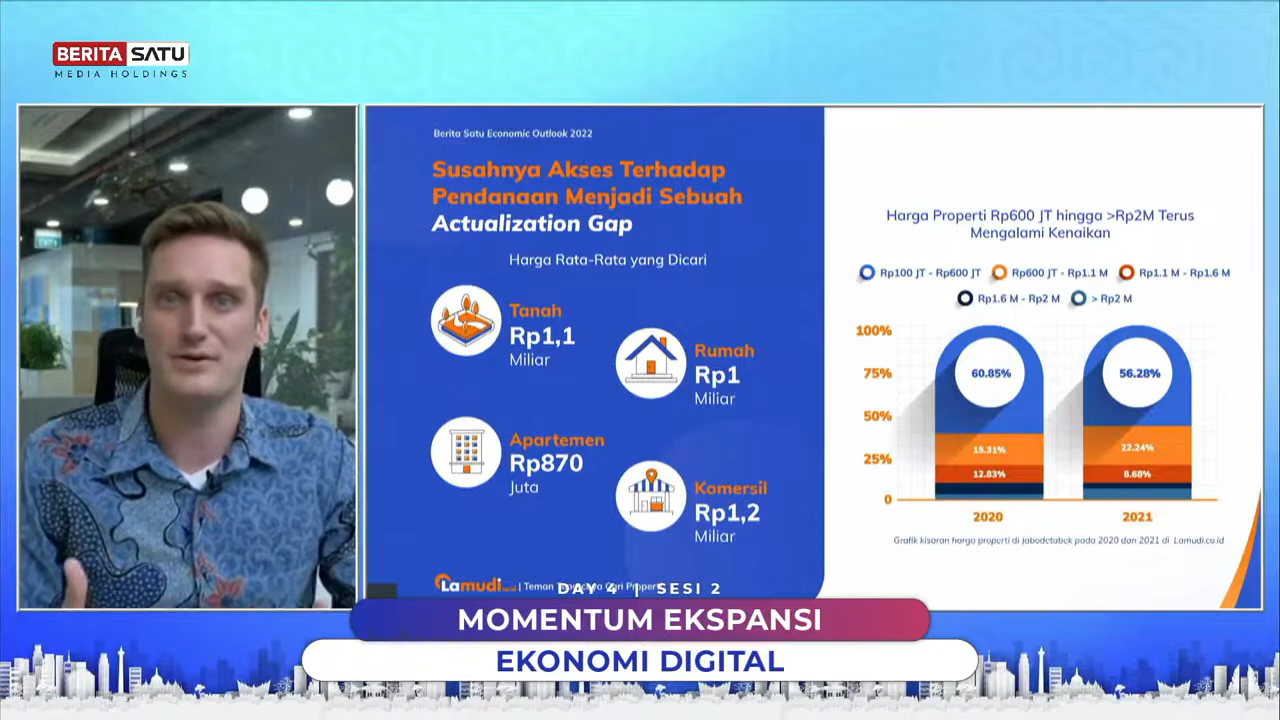 BERITA SATU
MEDIA HOLDINGS
Berita Satu Economic Outlook 2022
Susahnya Akses Terhadap
Pendanaan Menjadi Sebuah
Actualization Gap
Harga Rata-Rata yang Dicari
Tanah
Rp1,1
Miliar
Rumah
Rp1
Miliar
Apartemen
Rp870
Juta
Komersil
Rp1,2
Miliar
Lamudi | Teman
Harga Properti Rp600 JT hingga >Rp2M Terus
Mengalami Kenaikan
Rp100 JT - Rp600 JT Rp600 JT - Rp1.1 M Rp1.1 M - Rp1.6 M
Rp1.6 M - Rp2 M > Rp2 M
100%
75%
50%
25%
0
60.85%
15.31%
12.83%
56.28%
22.24%
8.68%
2020 2021
Grafik kisaran harga properti di Jabodetabek pada 2020 dan 2021 di Lamudi.co.id
DAY 4 | SESI 2
MOMENTUM EKSPANSI
EKONOMI DIGITAL